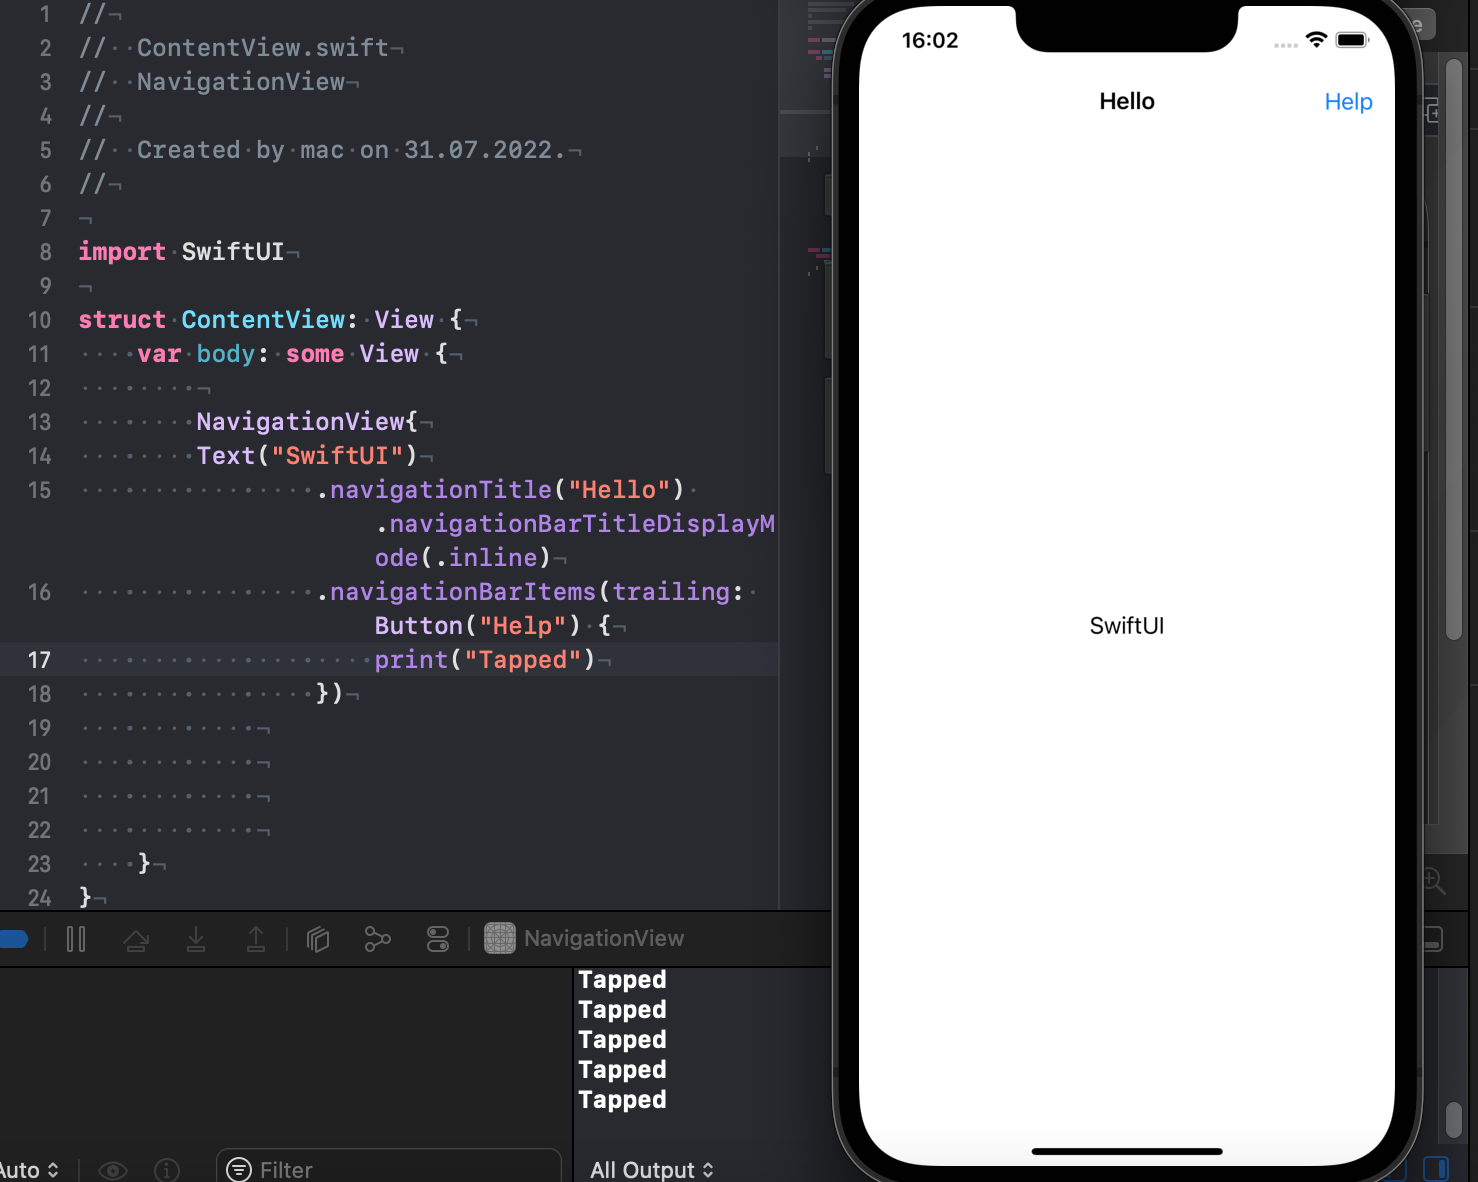 1 //
2 // ContentView.swift
3 // NavigationView
4 //
5 // Created by mac on 31.07.2022.
6 //
7
8 import SwiftUI
9
10 struct ContentView: View {
11 var body: some View {
12
13 NavigationView{
14 Text("SwiftUI")
15 .navigationTitle("Hello")
.navigationBarTitleDisplayM
ode(.inline)
16 .navigationBarItems(trailing:
Button("Help") {
17 print("Tapped")
18 })
19
20
21
22
23 }
24 }
NavigationView
Tapped
Tapped
Tapped
Tapped
Tapped
Auto
Filter
All Output
16:02
Hello
Help
SwiftUI
e